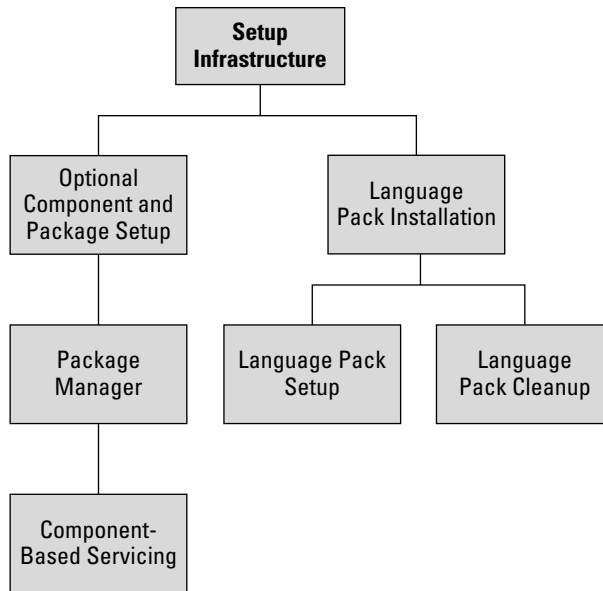 Setup
Infrastructure
Optional
Component and
Package Setup
Language
Pack Installation
Package
Manager
Language Pack
Setup
Language
Pack Cleanup
Component-
Based Servicing